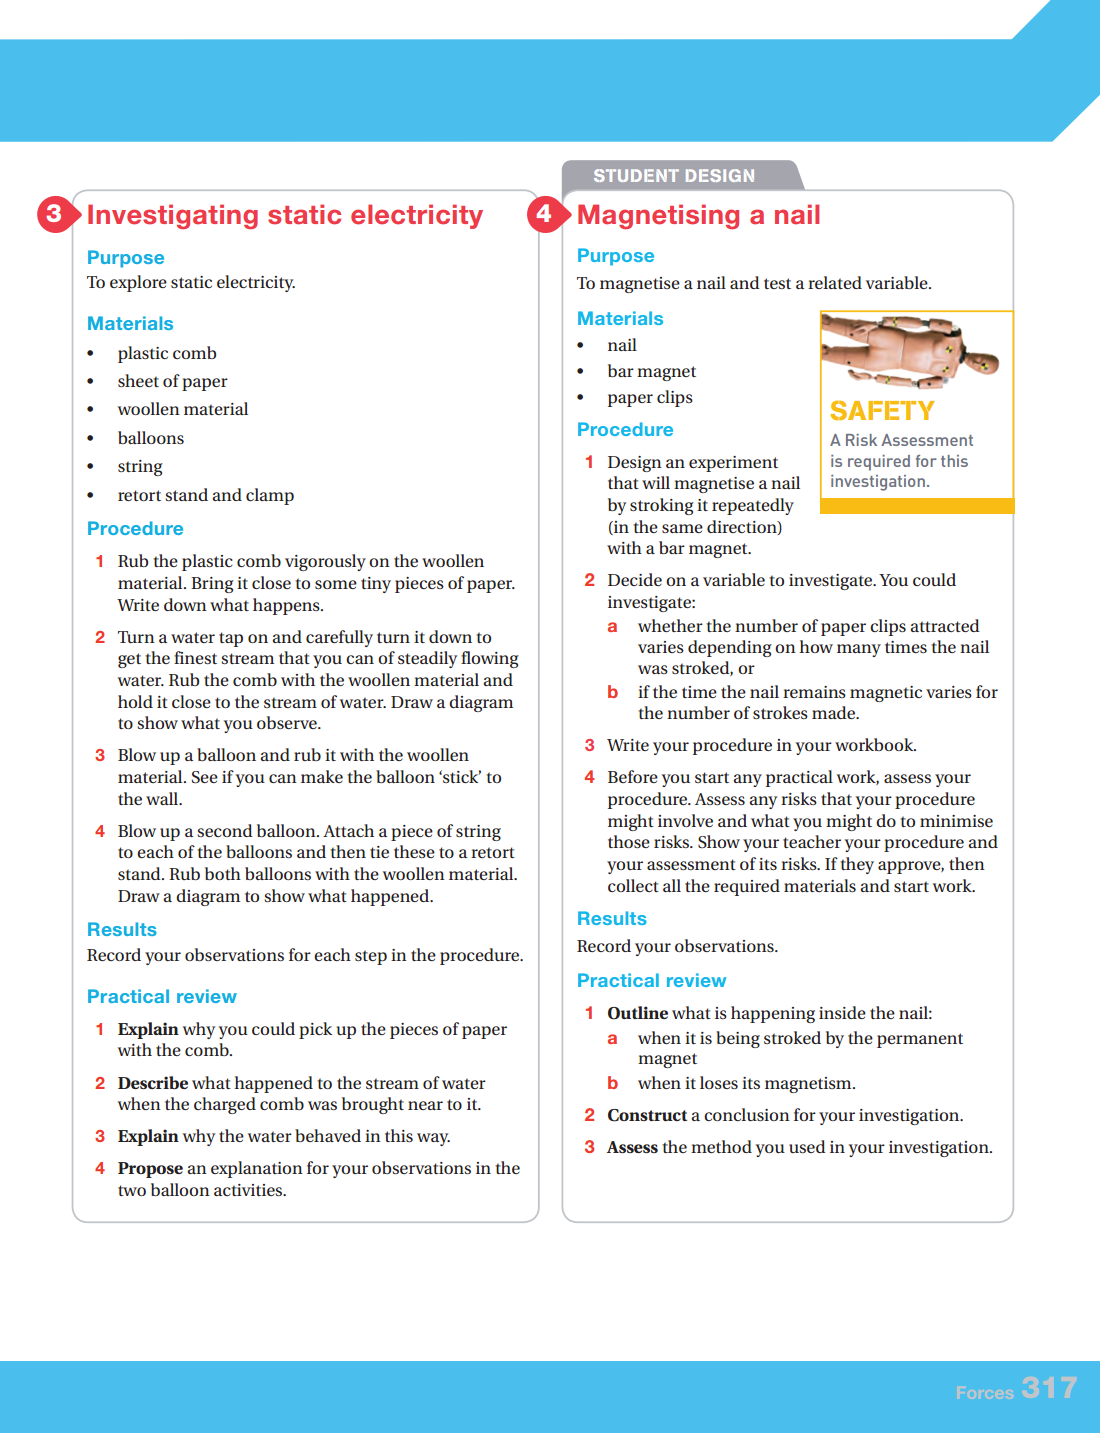 3 Investigating static electricity
Purpose
To explore static electricity.
Materials
• plastic comb
• sheet of paper
• woollen material
• balloons
• string
• retort stand and clamp
Procedure
1 Rub the plastic comb vigorously on the woollen
material. Bring it close to some tiny pieces of paper.
Write down what happens.
2 Turn a water tap on and carefully turn it down to
get the finest stream that you can of steadily flowing
water. Rub the comb with the woollen material and
hold it close to the stream of water. Draw a diagram
to show what you observe.
3 Blow up a balloon and rub it with the woollen
material. See if you can make the balloon ‘stick’ to
the wall.
4 Blow up a second balloon. Attach a piece of string
to each of the balloons and then tie these to a retort
stand. Rub both balloons with the woollen material.
Draw a diagram to show what happened.
Results
Record your observations for each step in the procedure.
Practical review
1 Explain why you could pick up the pieces of paper
with the comb.
2 Describe what happened to the stream of water
when the charged comb was brought near to it.
3 Explain why the water behaved in this way.
4 Propose an explanation for your observations in the
two balloon activities.
STUDENT DESIGN
4 Magnetising a nail
Purpose
To magnetise a nail and test a related variable.
Materials
• nail
• bar magnet
• paper clips
SAFETY
A Risk Assessment
is required for this
investigation.
Procedure
1 Design an experiment
that will magnetise a nail
by stroking it repeatedly
(in the same direction)
with a bar magnet.
2 Decide on a variable to investigate. You could
investigate:
a whether the number of paper clips attracted
varies depending on how many times the nail
was stroked, or
b if the time the nail remains magnetic varies for
the number of strokes made.
3 Write your procedure in your workbook.
4 Before you start any practical work, assess your
procedure. Assess any risks that your procedure
might involve and what you might do to minimise
those risks. Show your teacher your procedure and
your assessment of its risks. If they approve, then
collect all the required materials and start work.
Results
Record your observations.
Practical review
1 Outline what is happening inside the nail:
a when it is being stroked by the permanent
magnet
b when it loses its magnetism.
2 Construct a conclusion for your investigation.
3 Assess the method you used in your investigation.
Forces 317